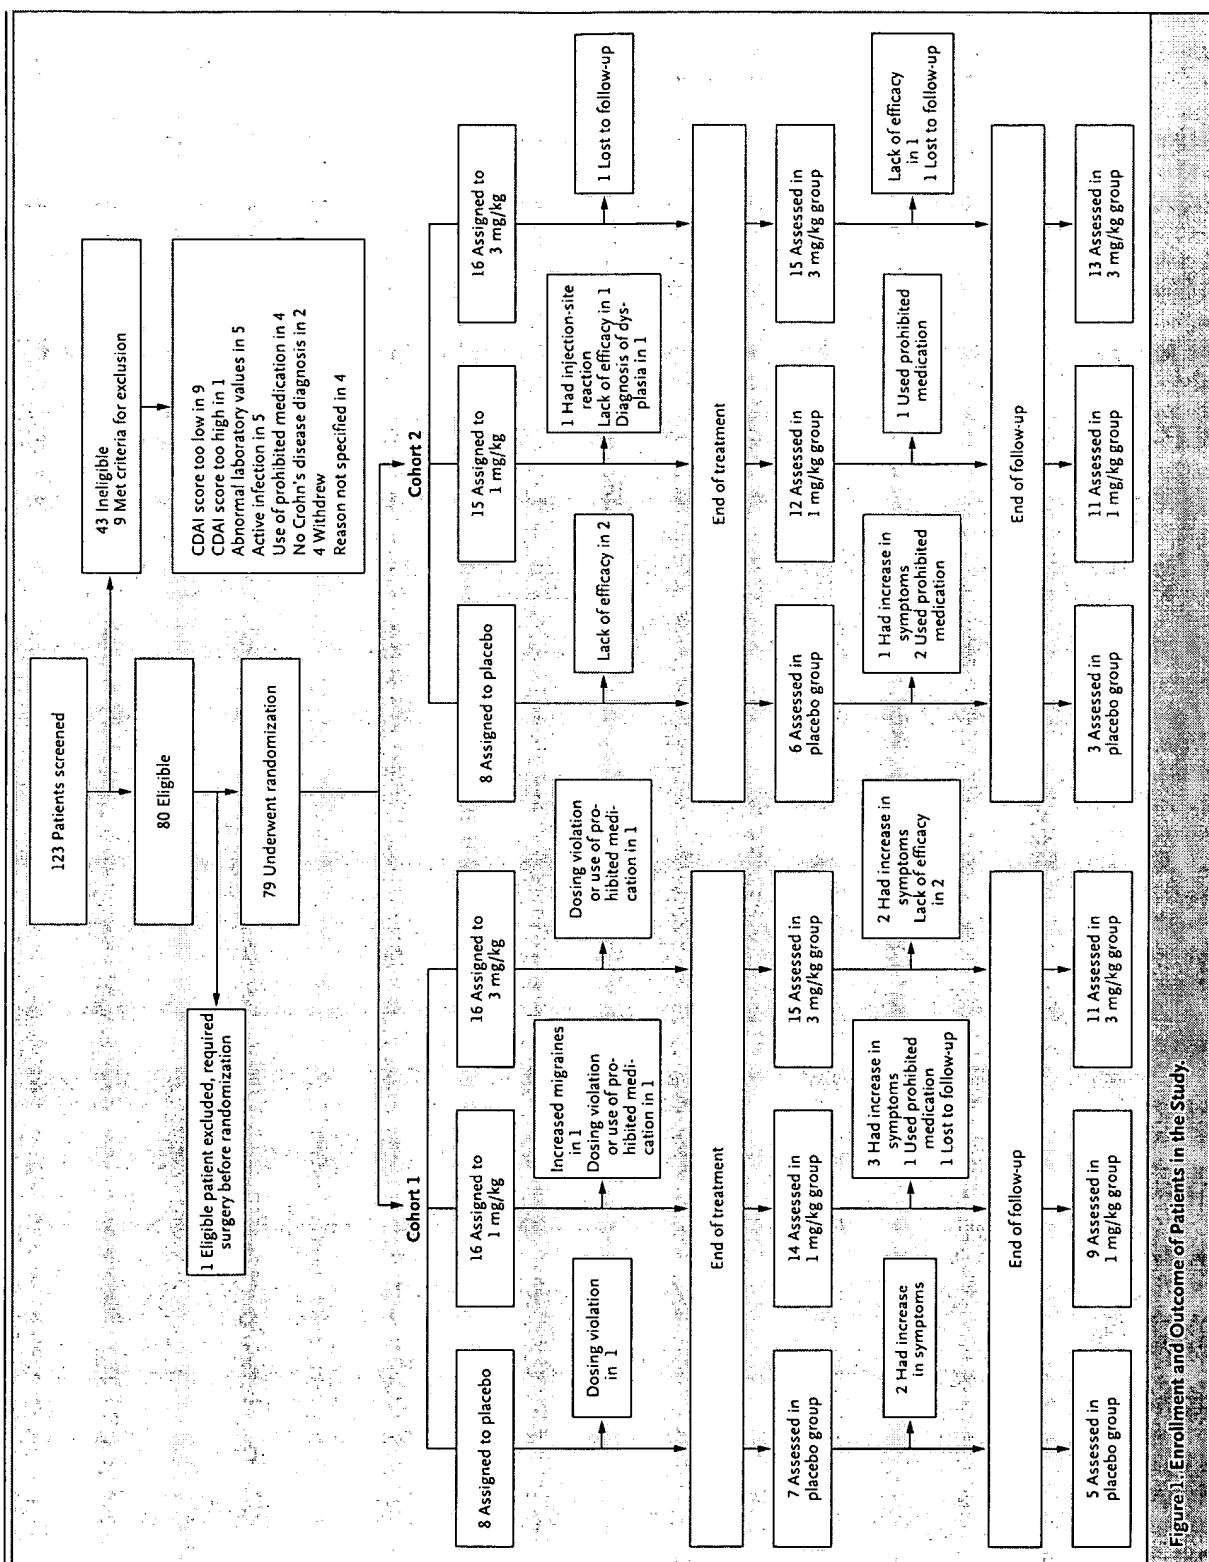 123 Patients screened
43 Ineligible
9 Met criteria for exclusion
80 Eligible
CDAI score too low in 9
CDAI score too high in 1
Abnormal laboratory values in 5
Active infection in 5
Use of prohibited medication in 4
No Crohn's disease diagnosis in 2
4 Withdrew
Reason not specified in 4
1 Eligible patient excluded, required
surgery before randomization
79 Underwent randomization
Cohort 1
8 Assigned to placebo
16 Assigned to
1 mg/kg
16 Assigned to
3 mg/kg
Dosing violation
in 1
Increased migraines
in 1
Dosing violation
or use of pro-
hibited medi-
cation in 1
Dosing violation
or use of pro-
hibited medi-
cation in 1
End of treatment
7 Assessed in
placebo group
14 Assessed in
1 mg/kg group
15 Assessed in
3 mg/kg group
2 Had increase
in symptoms
3 Had increase in
symptoms
1 Used prohibited
medication
1 Lost to follow-up
2 Had increase in
symptoms
Lack of efficacy
in 2
End of follow-up
5 Assessed in
placebo group
9 Assessed in
1 mg/kg group
11 Assessed in
3 mg/kg group
Cohort 2
8 Assigned to placebo
15 Assigned to
1 mg/kg
16 Assigned to
3 mg/kg
Lack of efficacy in 2
1 Had injection-site
reaction
Lack of efficacy in 1
Diagnosis of dys-
plasia in 1
1 Lost to follow-up
End of treatment
6 Assessed in
placebo group
12 Assessed in
1 mg/kg group
15 Assessed in
3 mg/kg group
1 Had increase in
symptoms
2 Used prohibited
medication
1 Used prohibited
medication
Lack of efficacy
in 1
1 Lost to follow-up
End of follow-up
3 Assessed in
placebo group
11 Assessed in
1 mg/kg group
13 Assessed in
3 mg/kg group
Figure 1. Enrollment and Outcome of Patients in the Study.